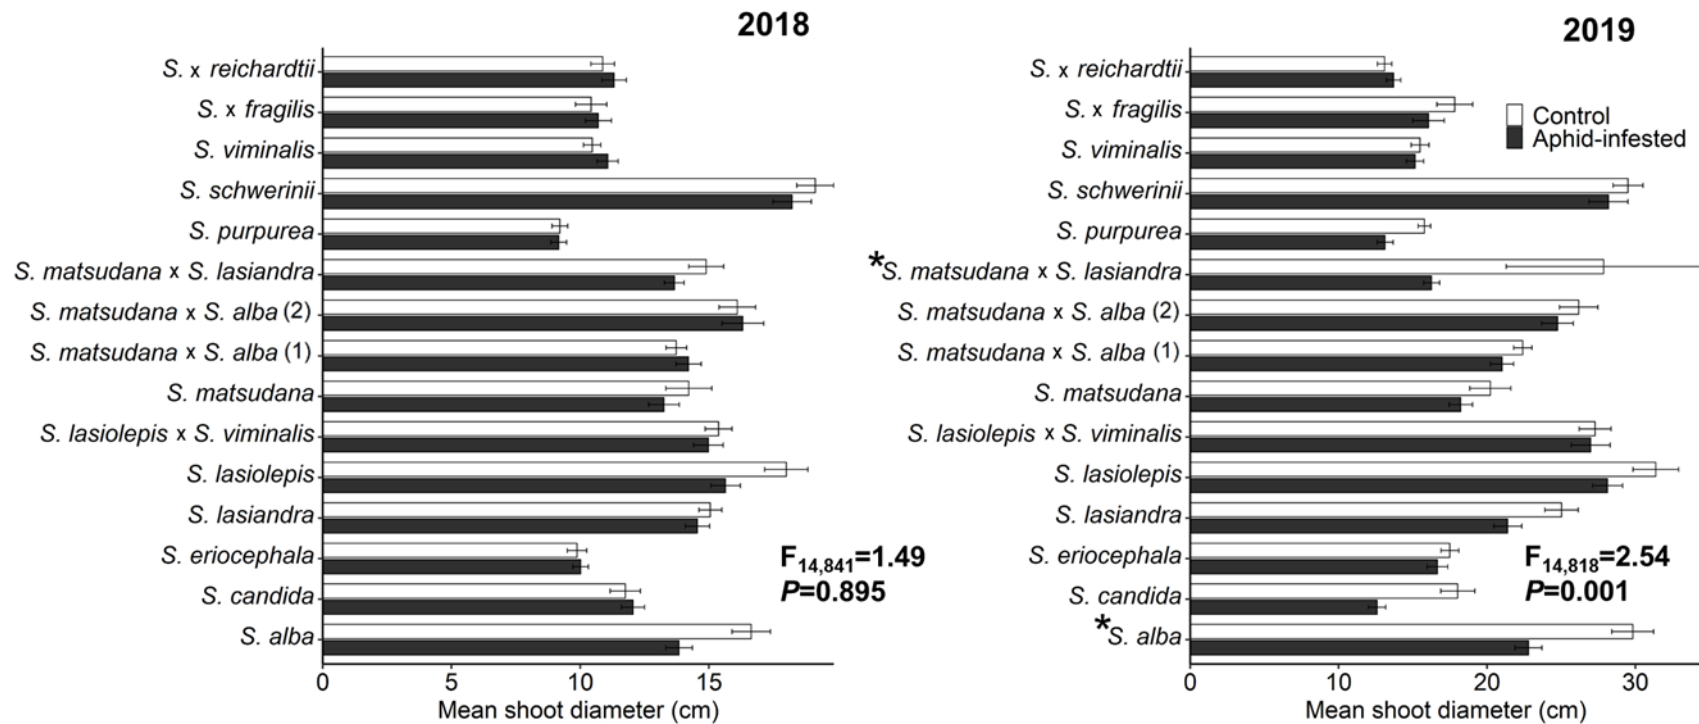 2018
S. x reichardtii
S. x fragilis
S. viminalis
S. schwerinii
S. purpurea
S. matsudana x S. lasiandra
S. matsudana x S. alba (2)
S. matsudana x S. alba (1)
S. matsudana
S. lasiolepis x S. viminalis
S. lasiolepis
S. lasiandra
S. eriocephala
S. candida
S. alba
F14,841=1.49
P=0.895
0 5 10 15
Mean shoot diameter (cm)
2019
S. x reichardtii
S. x fragilis
S. viminalis
S. schwerinii
S. purpurea
*S. matsudana x S. lasiandra
S. matsudana x S. alba (2)
S. matsudana x S. alba (1)
S. matsudana
S. lasiolepis x S. viminalis
S. lasiolepis
S. lasiandra
S. eriocephala
S. candida
*S. alba
Control
Aphid-infested
F14,818=2.54
P=0.001
0 10 20 30
Mean shoot diameter (cm)